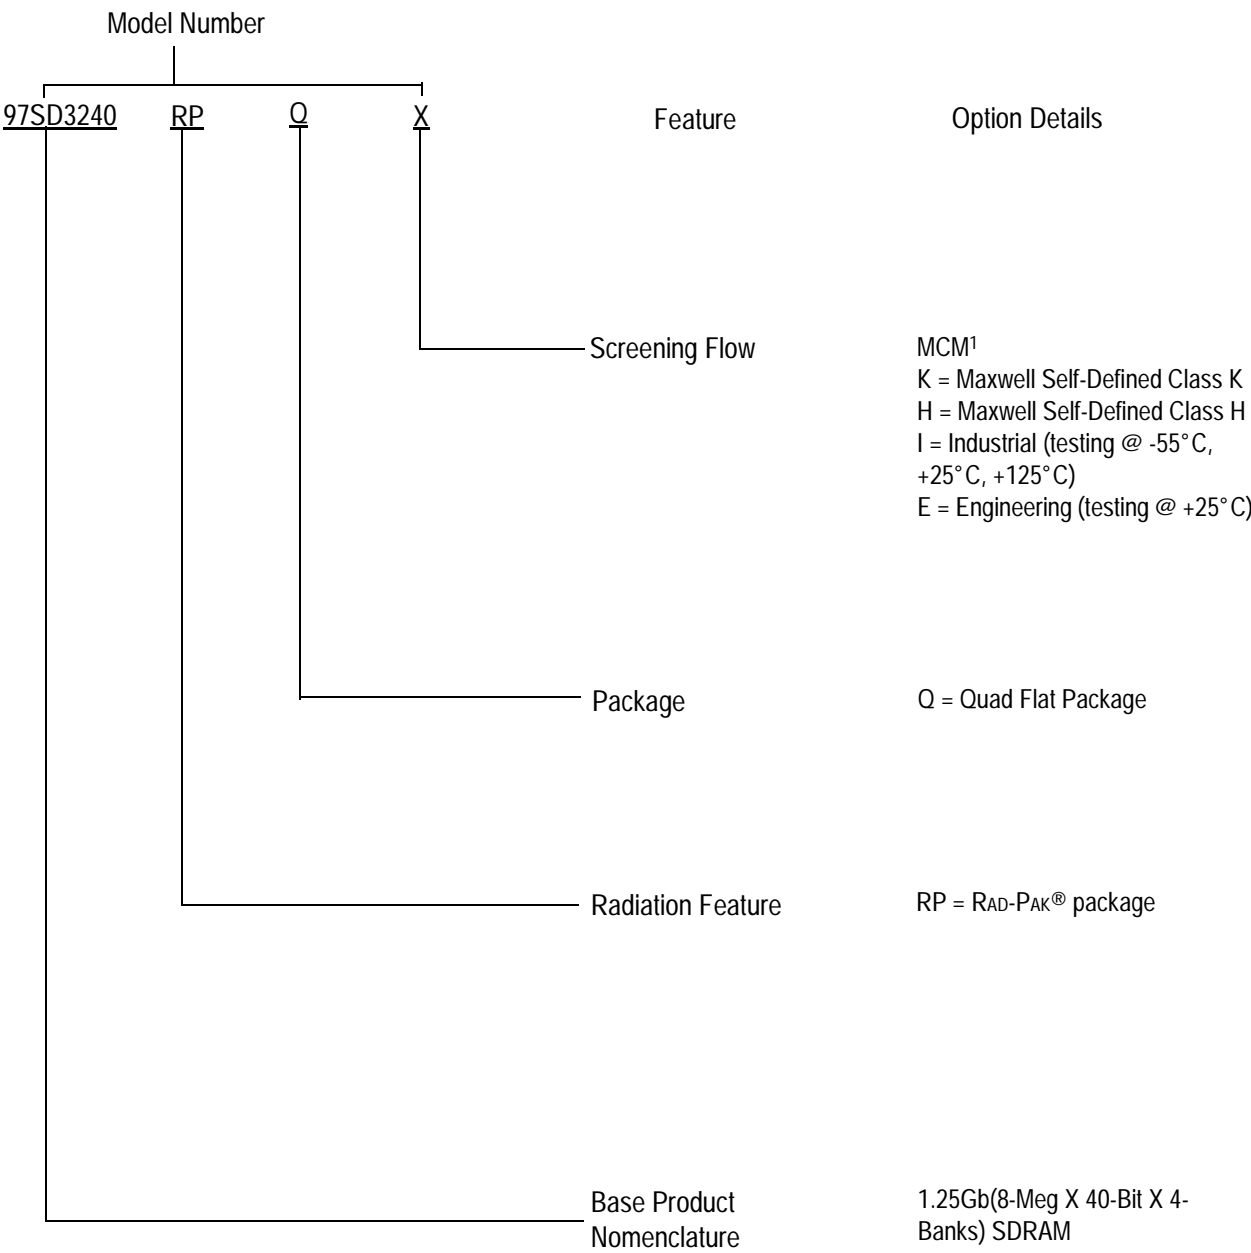 Model Number
97SD3240 RP Q X Feature Option Details
Screening Flow MCM¹
K = Maxwell Self-Defined Class K
H = Maxwell Self-Defined Class H
I = Industrial (testing @ -55°C,
+25°C, +125°C)
E = Engineering (testing @ +25°C)
Package Q = Quad Flat Package
Radiation Feature RP = RAD-PAK® package
Base Product 1.25Gb(8-Meg X 40-Bit X 4-
Nomenclature Banks) SDRAM